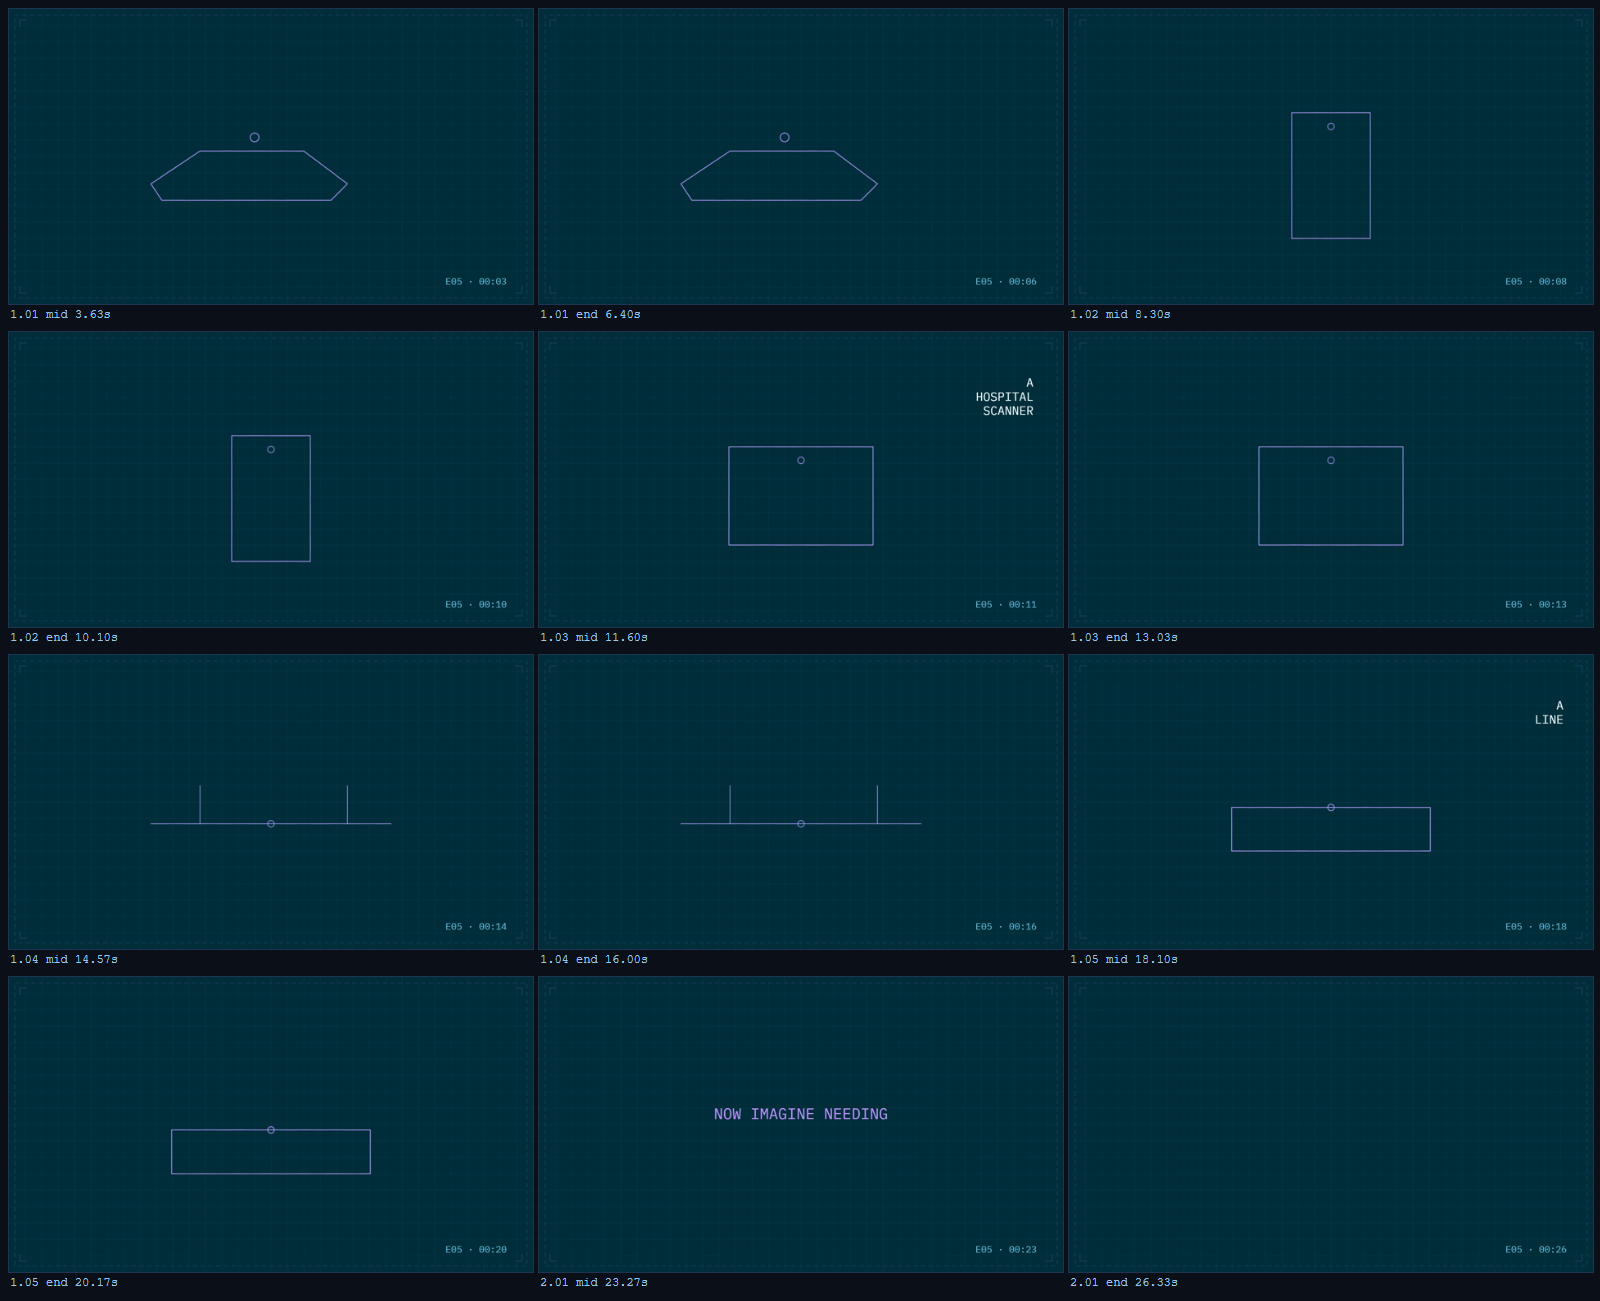 E05 · 00:03
1.01 mid 3.63s
E05 · 00:06
1.01 end 6.40s
E05 · 00:08
1.02 mid 8.30s
E05 · 00:10
1.02 end 10.10s
A
HOSPITAL
SCANNER
E05 · 00:11
1.03 mid 11.60s
E05 · 00:13
1.03 end 13.03s
E05 · 00:14
1.04 mid 14.57s
E05 · 00:16
1.04 end 16.00s
A
LINE
E05 · 00:18
1.05 mid 18.10s
E05 · 00:20
1.05 end 20.17s
NOW IMAGINE NEEDING
E05 · 00:23
2.01 mid 23.27s
E05 · 00:26
2.01 end 26.33s